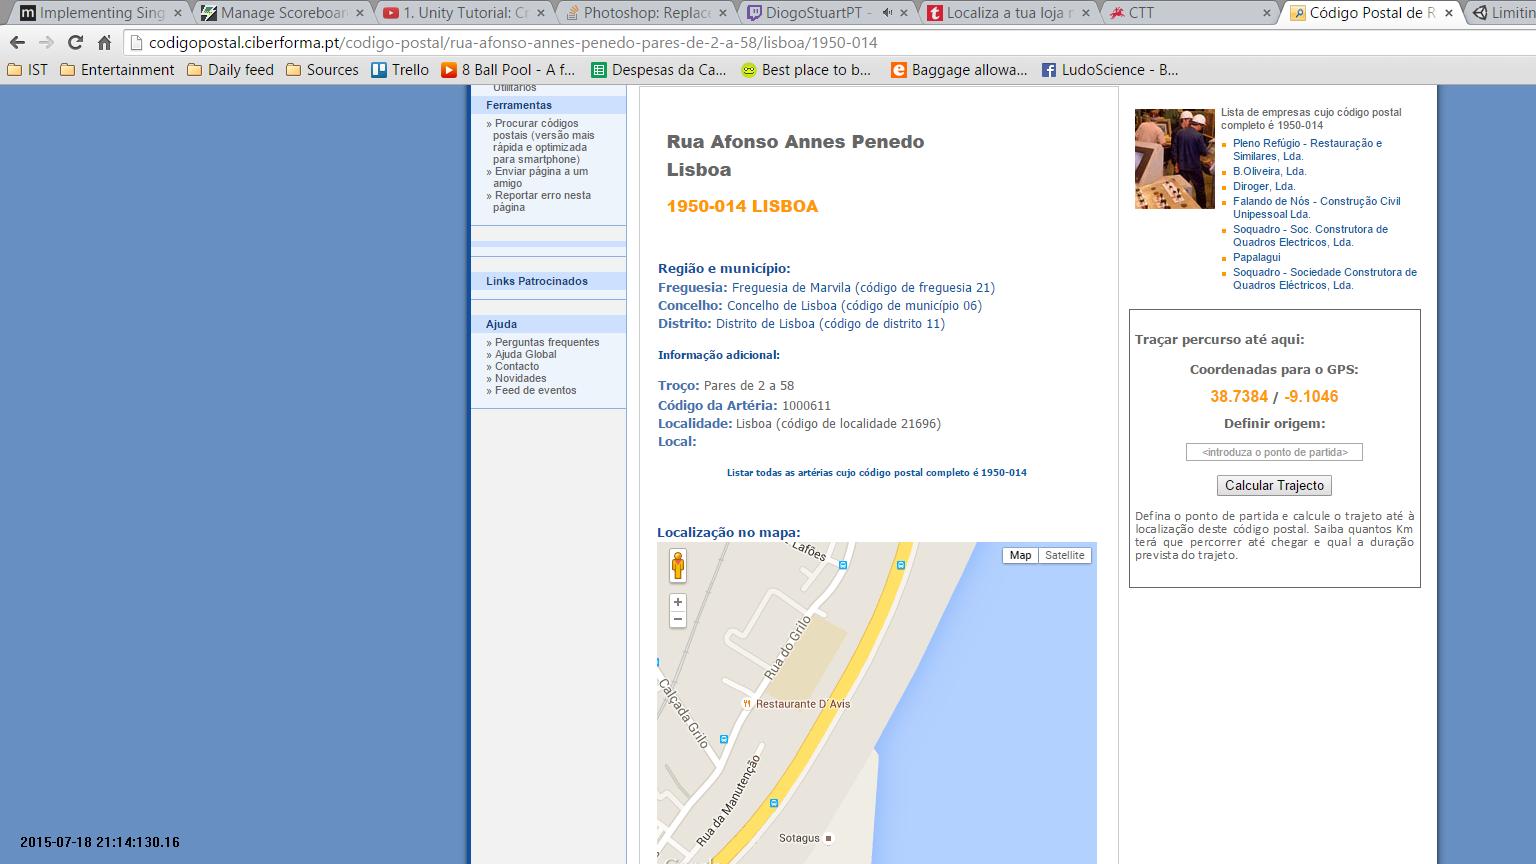 Implementing Sing
Manage Scoreboar
1. Unity Tutorial: Cr
Photoshop: Replace
DiogoStuartPT -
Localiza a tua loja n
CTT
Código Postal de R
Limitin
codigopostal.ciberforma.pt/codigo-postal/rua-afonso-annes-penedo-pares-de-2-a-58/lisboa/1950-014
IST
Entertainment
Daily feed
Sources
Trello
8 Ball Pool - A f...
Despesas da Ca...
Best place to b...
Baggage allowa...
LudoScience - B...
Utilitários
Ferramentas
» Procurar códigos
postais (versão mais
rápida e optimizada
para smartphone)
» Enviar página a um
amigo
» Reportar erro nesta
página
Links Patrocinados
Ajuda
» Perguntas frequentes
» Ajuda Global
» Contacto
» Novidades
» Feed de eventos
Rua Afonso Annes Penedo
Lisboa
1950-014 LISBOA
Região e município:
Freguesia: Freguesia de Marvila (código de freguesia 21)
Concelho: Concelho de Lisboa (código de município 06)
Distrito: Distrito de Lisboa (código de distrito 11)
Informação adicional:
Troço: Pares de 2 a 58
Código da Artéria: 1000611
Localidade: Lisboa (código de localidade 21696)
Local:
Listar todas as artérias cujo código postal completo é 1950-014
Localização no mapa:
Lafões
Map
Satellite
+
−
Rua do Grilo
Calçada Grilo
Restaurante D´Avis
Rua da Manutenção
Sotagus
Lista de empresas cujo código postal
completo é 1950-014
Pleno Refúgio - Restauração e
Similares, Lda.
B.Oliveira, Lda.
Diroger, Lda.
Falando de Nós - Construção Civil
Unipessoal Lda.
Soquadro - Soc. Construtora de
Quadros Electricos, Lda.
Papalagui
Soquadro - Sociedade Construtora de
Quadros Eléctricos, Lda.
Traçar percurso até aqui:
Coordenadas para o GPS:
38.7384 / -9.1046
Definir origem:
<introduza o ponto de partida>
Calcular Trajecto
Defina o ponto de partida e calcule o trajeto até à
localização deste código postal. Saiba quantos Km
terá que percorrer até chegar e qual a duração
prevista do trajeto.
2015-07-18 21:14:130.16